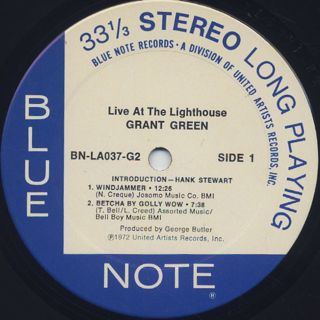 33 1/3 STEREO LONG PLAYING
BLUE NOTE RECORDS • A DIVISION OF UNITED ARTISTS RECORDS, INC.
BLUE
Live At The Lighthouse
GRANT GREEN
BN-LA037-G2 SIDE 1
INTRODUCTION—HANK STEWART
1. WINDJAMMER • 12:26
(N. Creque) Josomo Music Co. BMI
2. BETCHA BY GOLLY WOW • 7:38
(T. Bell/L. Creed) Assorted Music/
Bell Boy Music BMI
Produced by George Butler
℗1972 United Artists Records, Inc.
NOTE ®